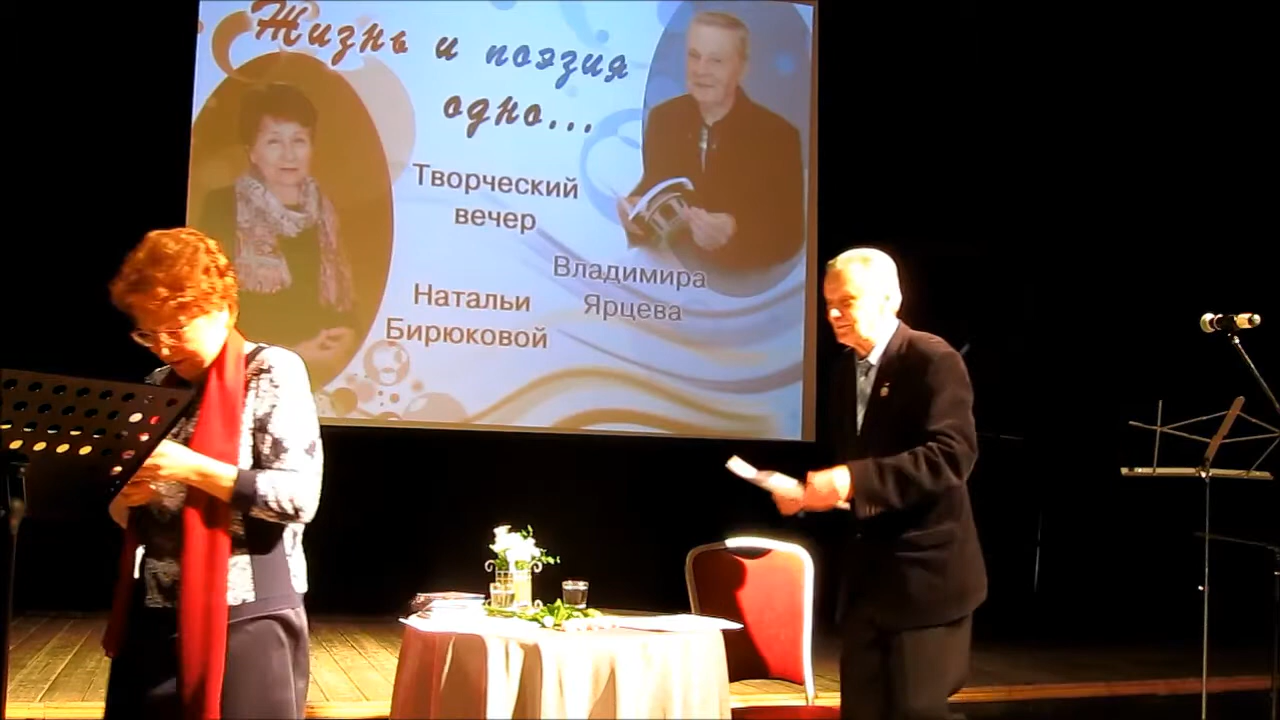 Жизнь и поэзия
одно...
Творческий
вечер
Владимира
Ярцева
Натальи
Бирюковой